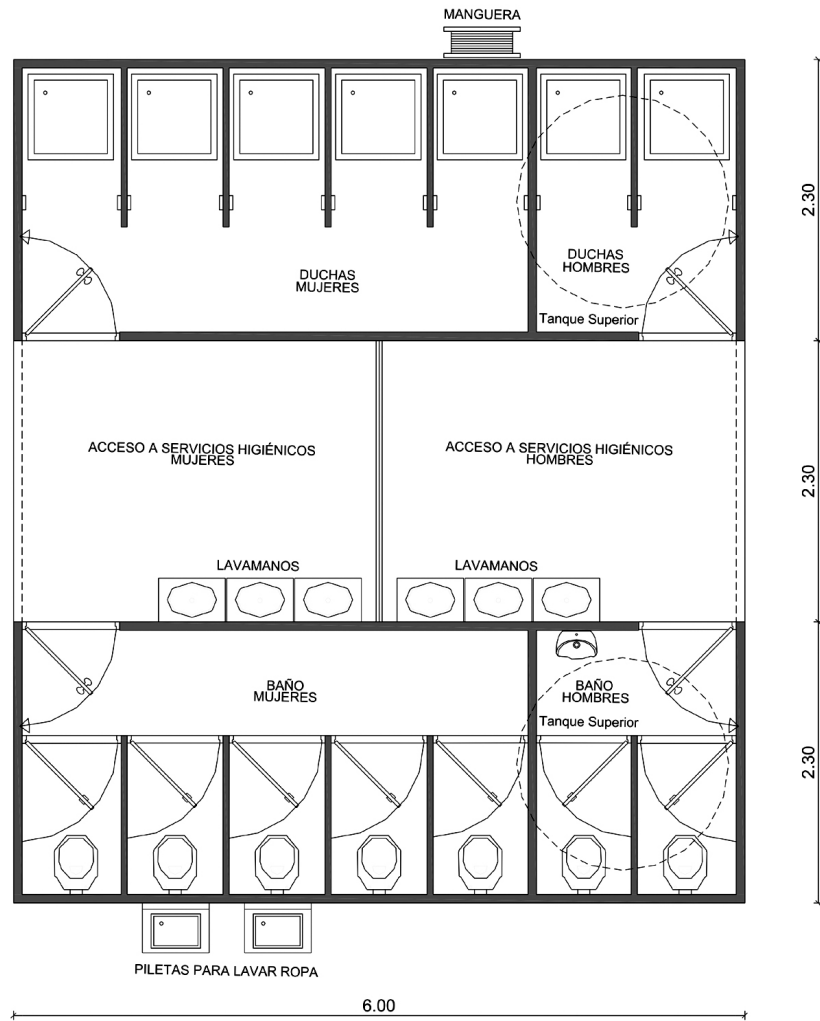 MANGUERA
2.30
DUCHAS
MUJERES
DUCHAS
HOMBRES
Tanque Superior
ACCESO A SERVICIOS HIGIÉNICOS
MUJERES
ACCESO A SERVICIOS HIGIÉNICOS
HOMBRES
2.30
LAVAMANOS
LAVAMANOS
BAÑO
MUJERES
BAÑO
HOMBRES
Tanque Superior
2.30
PILETAS PARA LAVAR ROPA
6.00